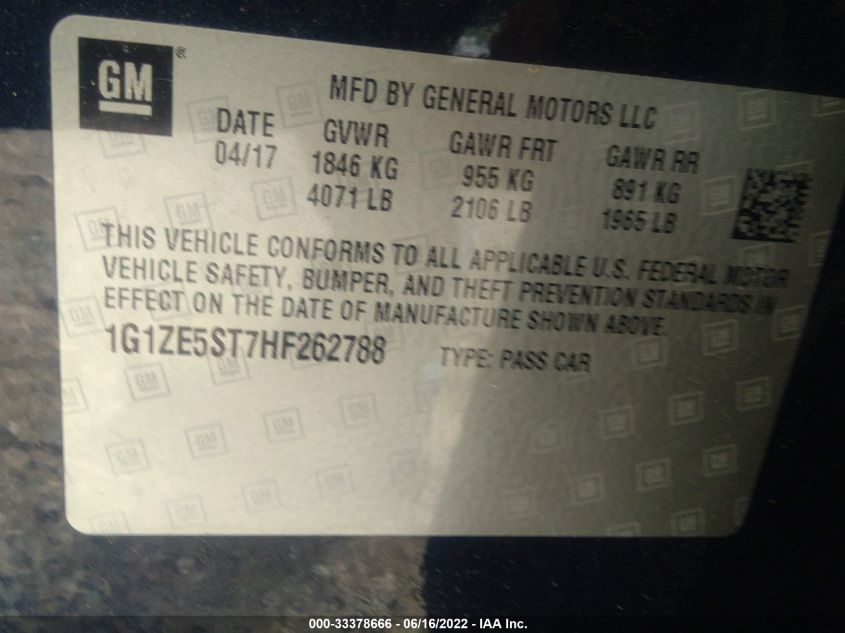 GM ®
MFD BY GENERAL MOTORS LLC
DATE GVWR GAWR FRT GAWR RR
04/17 1846 KG 955 KG 891 KG
4071 LB 2106 LB 1965 LB
THIS VEHICLE CONFORMS TO ALL APPLICABLE U.S. FEDERAL MOTOR
VEHICLE SAFETY, BUMPER, AND THEFT PREVENTION STANDARDS IN
EFFECT ON THE DATE OF MANUFACTURE SHOWN ABOVE.
1G1ZE5ST7HF262788 TYPE: PASS CAR
000-33378666 - 06/16/2022 - IAA Inc.